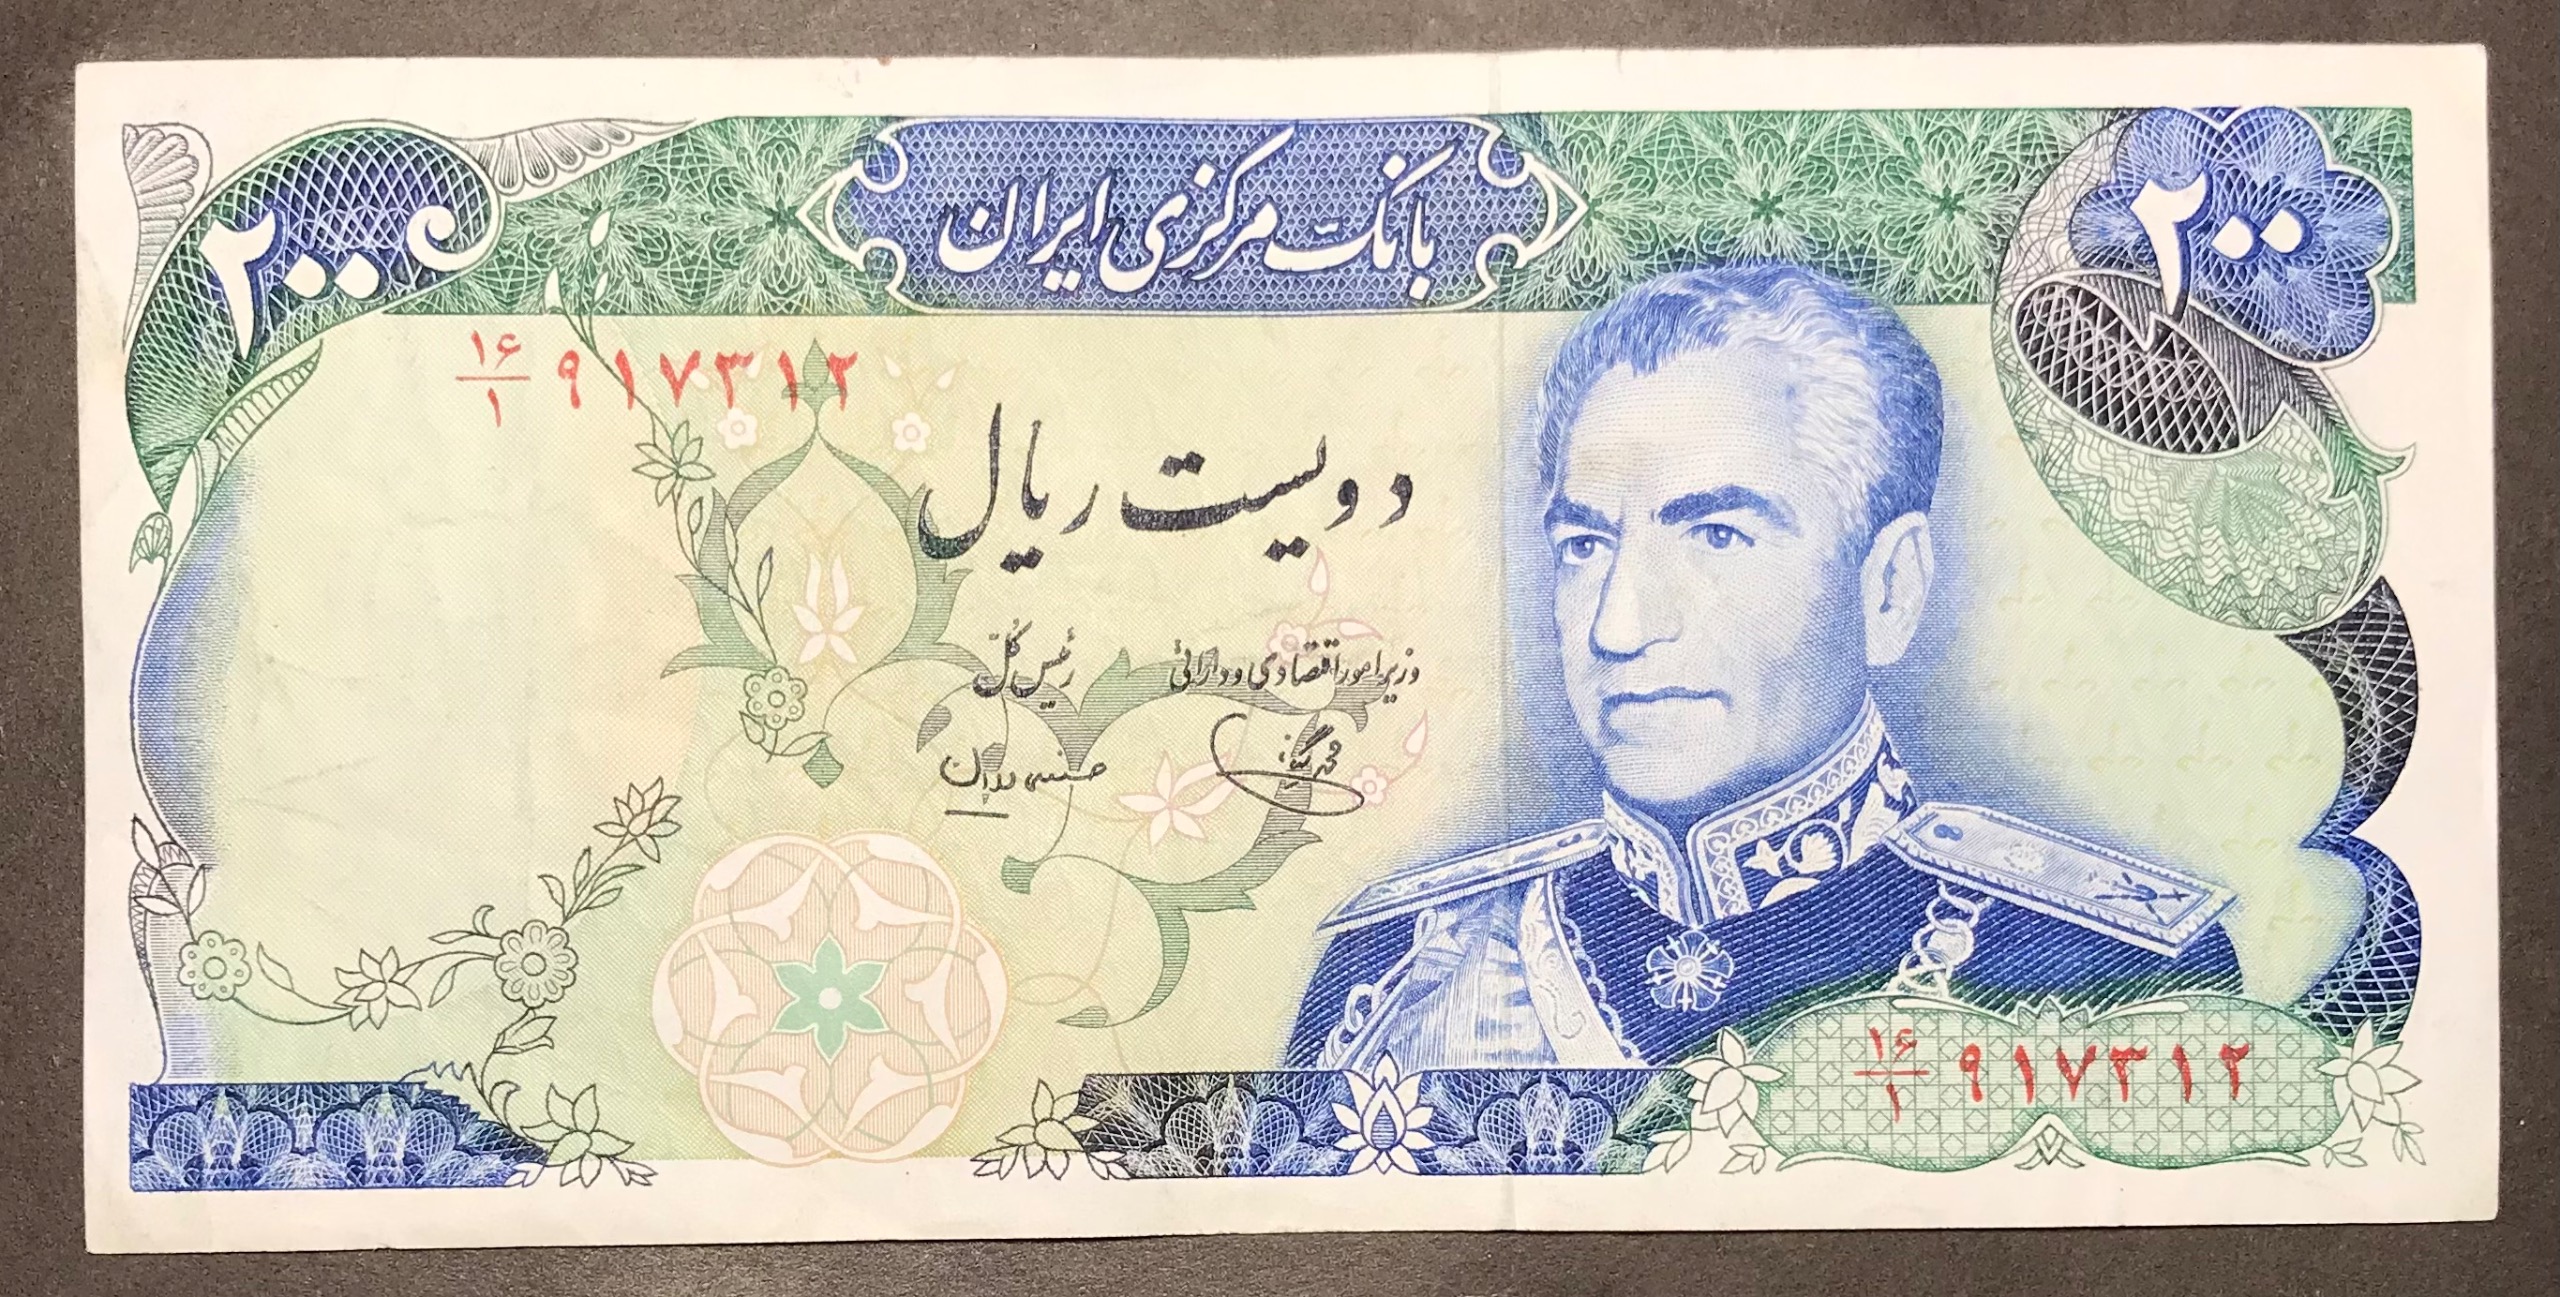 بانک مرکزی ایران
۲۰۰
۲۰۰
۱۶/۱ ۹۱۷۳۱۲
دویست ریال
وزیر امور اقتصادی و دارائی
رئیس کل
۱۶/۱ ۹۱۷۳۱۲